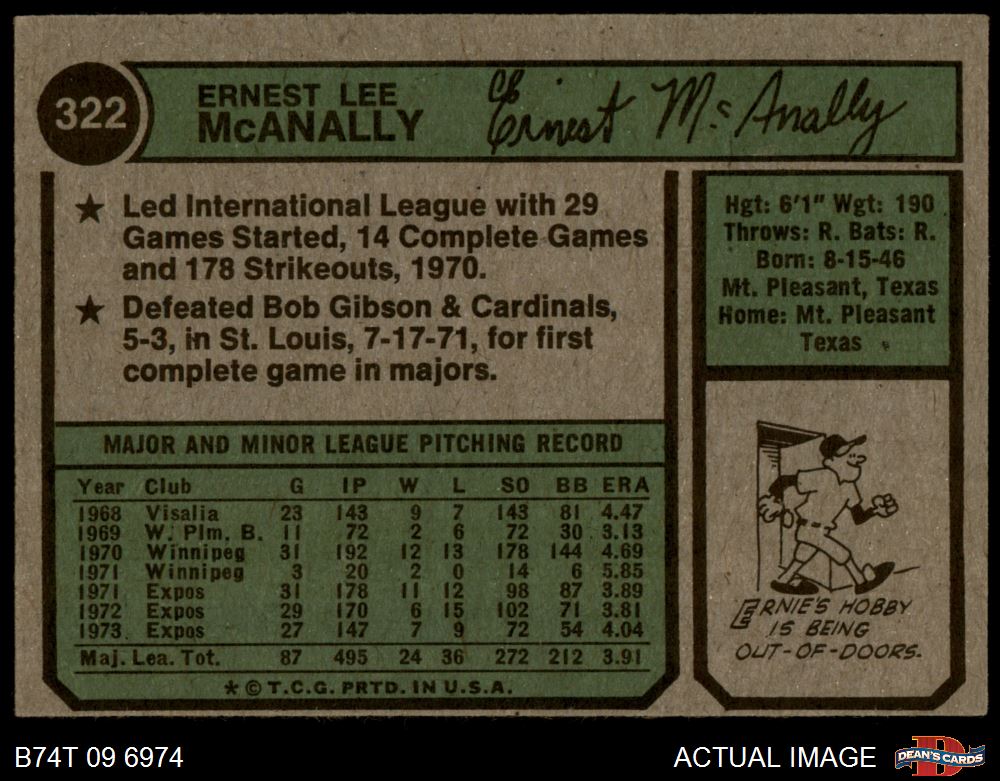 322
ERNEST LEE
McANALLY
Ernest McAnally
★ Led International League with 29
Games Started, 14 Complete Games
and 178 Strikeouts, 1970.
★ Defeated Bob Gibson & Cardinals,
5-3, in St. Louis, 7-17-71, for first
complete game in majors.
Hgt: 6'1" Wgt: 190
Throws: R. Bats: R.
Born: 8-15-46
Mt. Pleasant, Texas
Home: Mt. Pleasant
Texas
MAJOR AND MINOR LEAGUE PITCHING RECORD
Year Club G IP W L SO BB ERA
1968 Visalia 23 143 9 7 143 81 4.47
1969 W. Plm. B. 11 72 2 6 72 30 3.13
1970 Winnipeg 31 192 12 13 178 144 4.69
1971 Winnipeg 3 20 2 0 14 6 5.85
1971 Expos 31 178 11 12 98 87 3.89
1972 Expos 29 170 6 15 102 71 3.81
1973 Expos 27 147 7 9 72 54 4.04
Maj. Lea. Tot. 87 495 24 36 272 212 3.91
★ © T.C.G. PRTD. IN U.S.A.
ERNIE'S HOBBY
IS BEING
OUT-OF-DOORS.
B74T 09 6974
ACTUAL IMAGE
D
DEAN'S CARDS